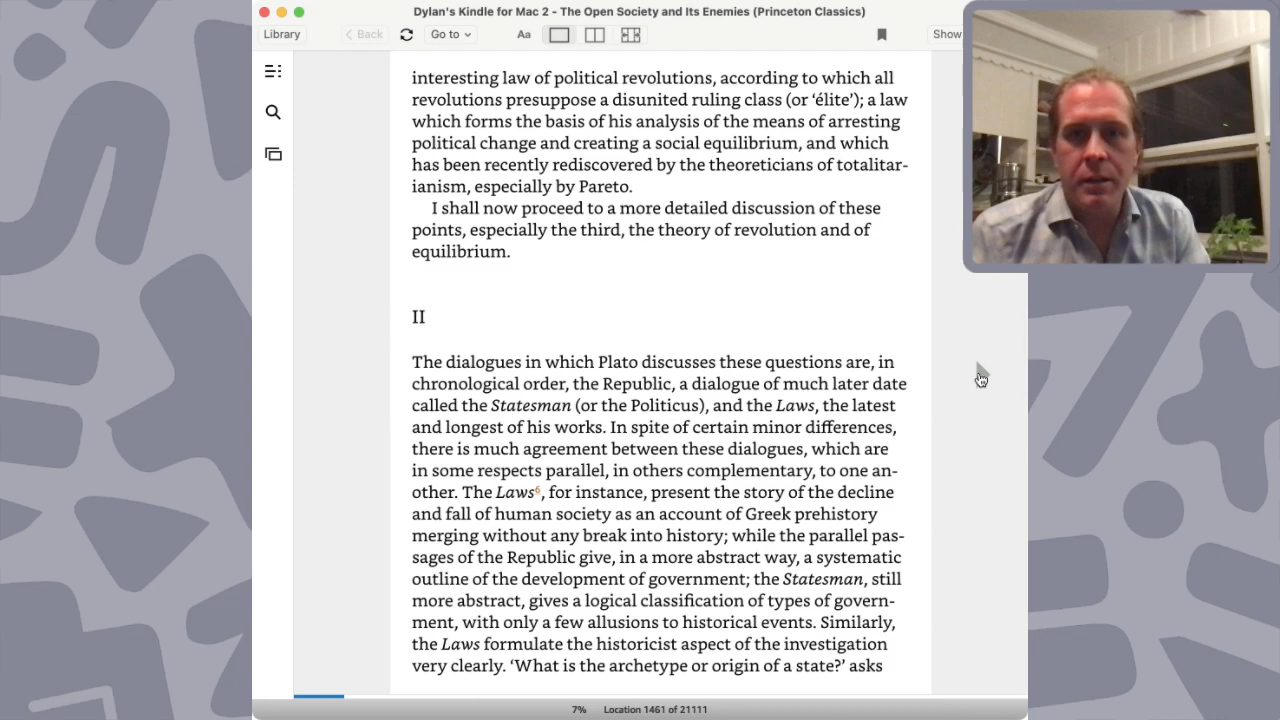 Dylan's Kindle for Mac 2 - The Open Society and Its Enemies (Princeton Classics)
Library
Back
Go to
Aa
Show
interesting law of political revolutions, according to which all
revolutions presuppose a disunited ruling class (or ‘élite’); a law
which forms the basis of his analysis of the means of arresting
political change and creating a social equilibrium, and which
has been recently rediscovered by the theoreticians of totalitar-
ianism, especially by Pareto.
I shall now proceed to a more detailed discussion of these
points, especially the third, the theory of revolution and of
equilibrium.
II
The dialogues in which Plato discusses these questions are, in
chronological order, the Republic, a dialogue of much later date
called the Statesman (or the Politicus), and the Laws, the latest
and longest of his works. In spite of certain minor differences,
there is much agreement between these dialogues, which are
in some respects parallel, in others complementary, to one an-
other. The Laws6, for instance, present the story of the decline
and fall of human society as an account of Greek prehistory
merging without any break into history; while the parallel pas-
sages of the Republic give, in a more abstract way, a systematic
outline of the development of government; the Statesman, still
more abstract, gives a logical classification of types of govern-
ment, with only a few allusions to historical events. Similarly,
the Laws formulate the historicist aspect of the investigation
very clearly. ‘What is the archetype or origin of a state?’ asks
7% Location 1461 of 21111